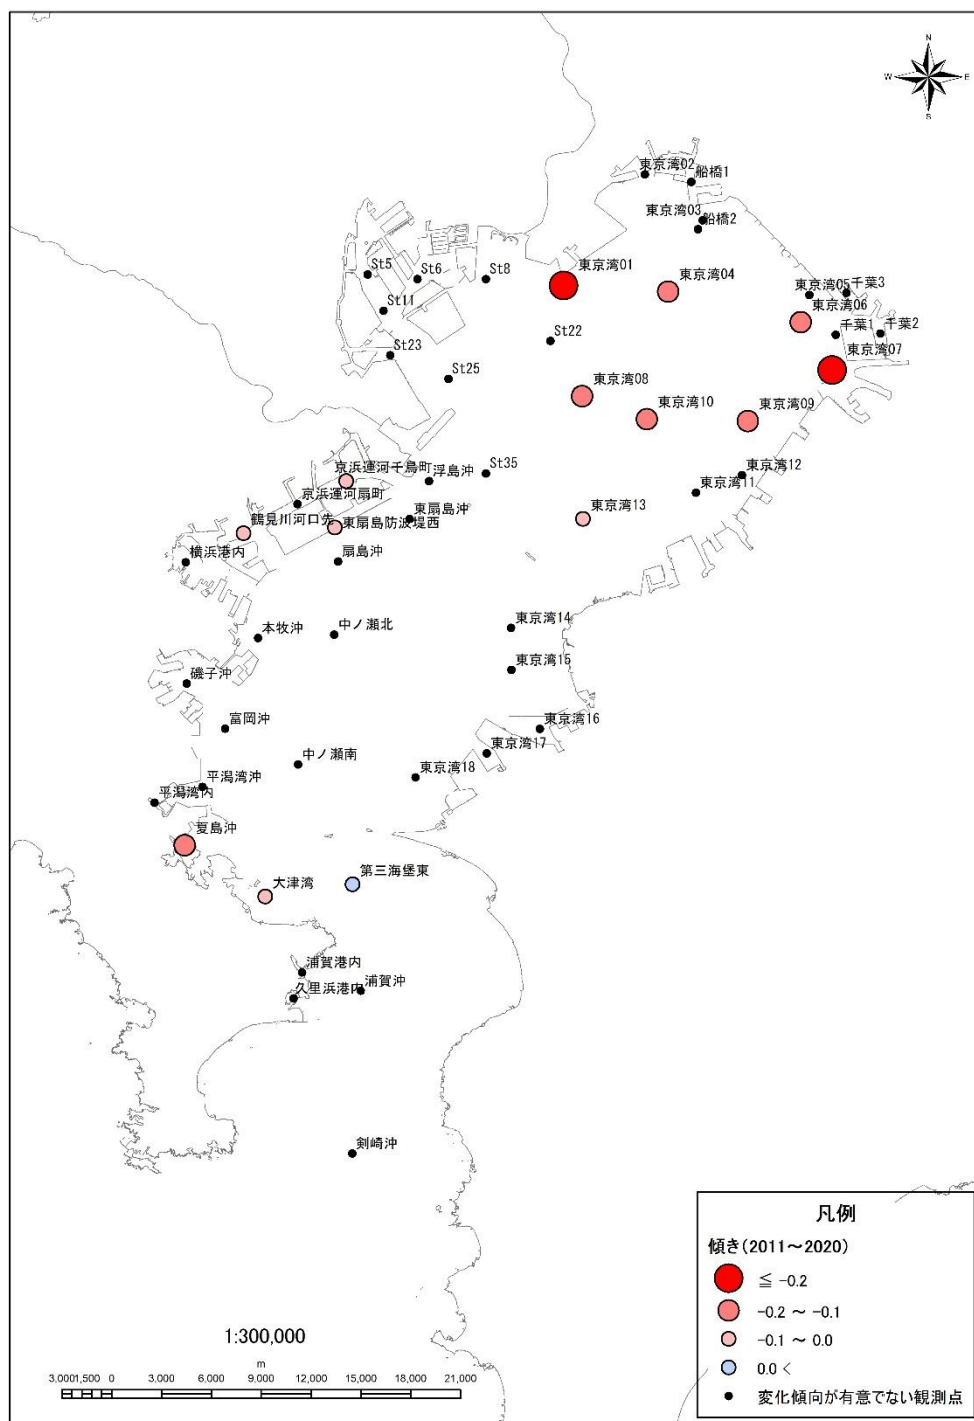 N
W
E
S
東京湾02
船橋1
東京湾03
船橋2
St5
St6
St8
東京湾01
東京湾04
東京湾05
千葉3
東京湾06
St11
千葉1
千葉2
St22
St23
東京湾07
St25
東京湾08
東京湾10
東京湾09
京浜運河千鳥町
浮島沖
St35
東京湾12
東京湾11
京浜運河扇町
鶴見川河口先
東扇島防波堤西
東扇島沖
東京湾13
横浜港内
扇島沖
本牧沖
中ノ瀬北
東京湾14
東京湾15
磯子沖
富岡沖
東京湾16
中ノ瀬南
東京湾17
東京湾18
平潟湾沖
平潟湾内
夏島沖
大津湾
第三海堡東
浦賀港内
久里浜港内
浦賀沖
剣崎沖
凡例
傾き(2011～2020)
≦ -0.2
-0.2 ～ -0.1
-0.1 ～ 0.0
0.0 <
変化傾向が有意でない観測点
1:300,000
m
3,0001,500 0 3,000 6,000 9,000 12,000 15,000 18,000 21,000